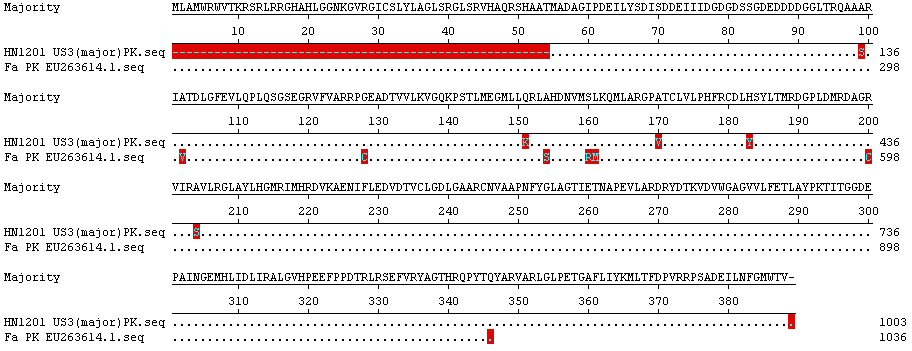 Majority MLAMWRWVTKRSRLRRGHAHLGGNKGVRGICSLYLAGLSRGLSRVHAQRSHAATMADAGIPDEILYSDISDDEIIIDGDGDSSGDEDDDDGGLTRQAAAR
10 20 30 40 50 60 70 80 90 100
HN1201 US3(major)PK.seq 136
Fa PK EU263614.1.seq 298
Majority IATDLGFEVLQPLQSGSEGRVFVARRPGEADTVVLKVGQKPSTLMEGMLLQRLAHDNVMSLKQMLARGPATCLVLPHFRCDLHSYLTMRDGPLDMRDAGR
110 120 130 140 150 160 170 180 190 200
HN1201 US3(major)PK.seq 436
Fa PK EU263614.1.seq 598
Majority VIRAVLRGLAYLHGMRIMHRDVKAENIFLEDVDTVCLGDLGAARCNVAAPNFYGLAGTIETNAPEVLARDRYDTKVDVWGAGVVLFETLAYPKTITGGDE
210 220 230 240 250 260 270 280 290 300
HN1201 US3(major)PK.seq 736
Fa PK EU263614.1.seq 898
Majority PAINGEMHLIDLIRALGVHPEEFPPDTRLRSEFVRYAGTHRQPYTQYARVARLGLPETGAFLIYKMLTFDPVRRPSADEILNFGMWTV-
310 320 330 340 350 360 370 380
HN1201 US3(major)PK.seq 1003
Fa PK EU263614.1.seq 1036